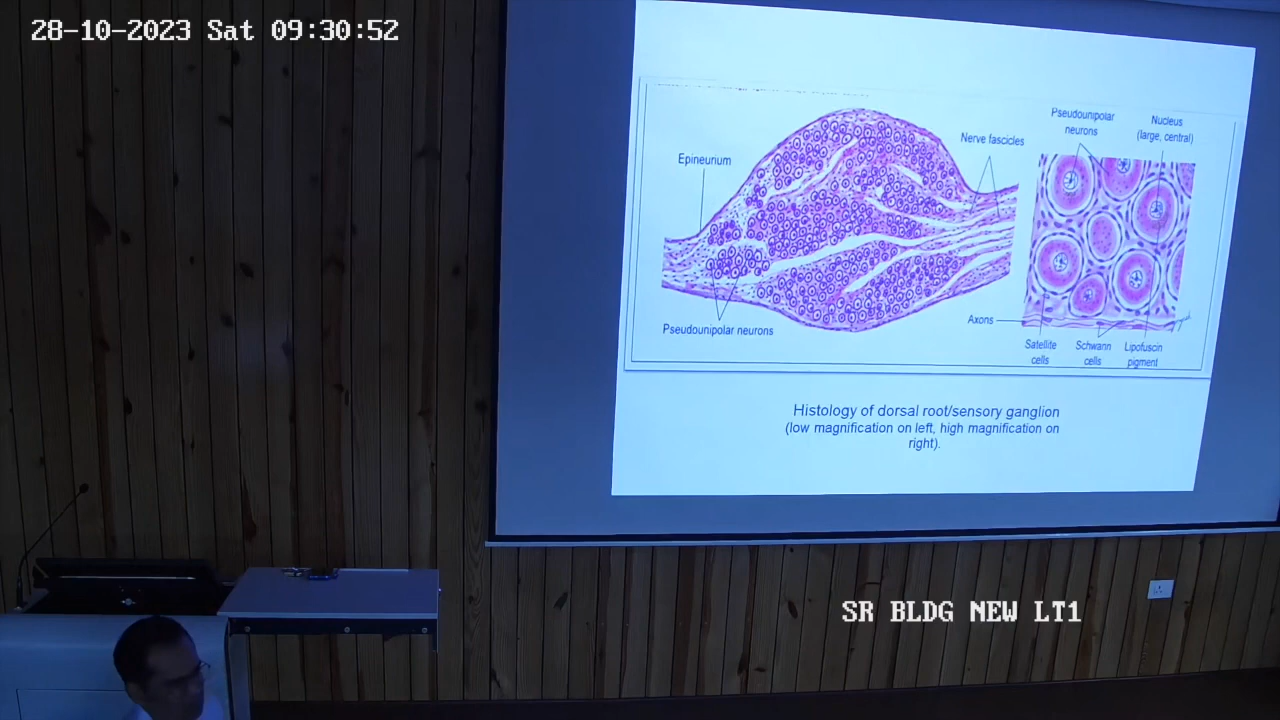 28-10-2023 Sat 09:30:52
Pseudounipolar
neurons
Nucleus
(large, central)
Nerve fascicles
Epineurium
Pseudounipolar neurons
Axons
Satellite
cells
Schwann
cells
Lipofuscin
pigment
Histology of dorsal root/sensory ganglion
(low magnification on left, high magnification on
right).
SR BLDG NEW LT1